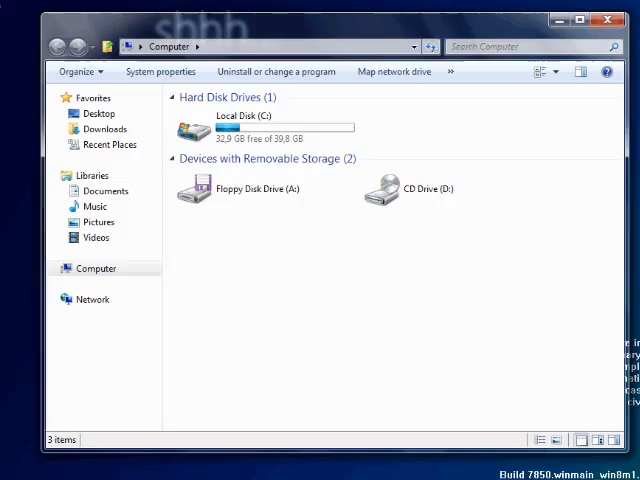 shhh
Computer
Search Computer
Organize System properties Uninstall or change a program Map network drive »
Favorites
Desktop
Downloads
Recent Places
Libraries
Documents
Music
Pictures
Videos
Computer
Network
Hard Disk Drives (1)
Local Disk (C:)
32,9 GB free of 39,8 GB
Devices with Removable Storage (2)
Floppy Disk Drive (A:)
CD Drive (D:)
3 items
Build 7850.winmain_win8m1.